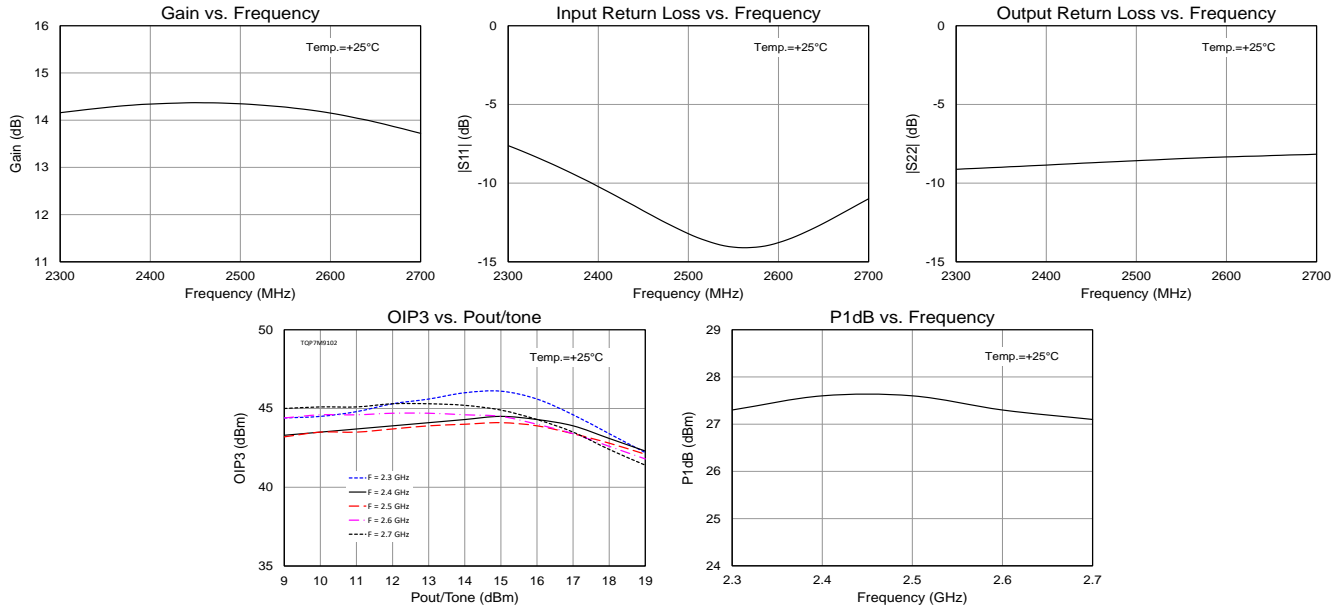 Gain vs. Frequency
16
15
14
13
12
11
Gain (dB)
Temp.=+25°C
2300
2400
2500
2600
2700
Frequency (MHz)
Input Return Loss vs. Frequency
0
-5
-10
-15
|S11| (dB)
Temp.=+25°C
2300
2400
2500
2600
2700
Frequency (MHz)
Output Return Loss vs. Frequency
0
-5
-10
-15
|S22| (dB)
Temp.=+25°C
2300
2400
2500
2600
2700
Frequency (MHz)
OIP3 vs. Pout/tone
50
45
40
35
OIP3 (dBm)
TQP7M9102
Temp.=+25°C
F = 2.3 GHz
F = 2.4 GHz
F = 2.5 GHz
F = 2.6 GHz
F = 2.7 GHz
9
10
11
12
13
14
15
16
17
18
19
Pout/Tone (dBm)
P1dB vs. Frequency
29
28
27
26
25
24
P1dB (dBm)
Temp.=+25°C
2.3
2.4
2.5
2.6
2.7
Frequency (GHz)